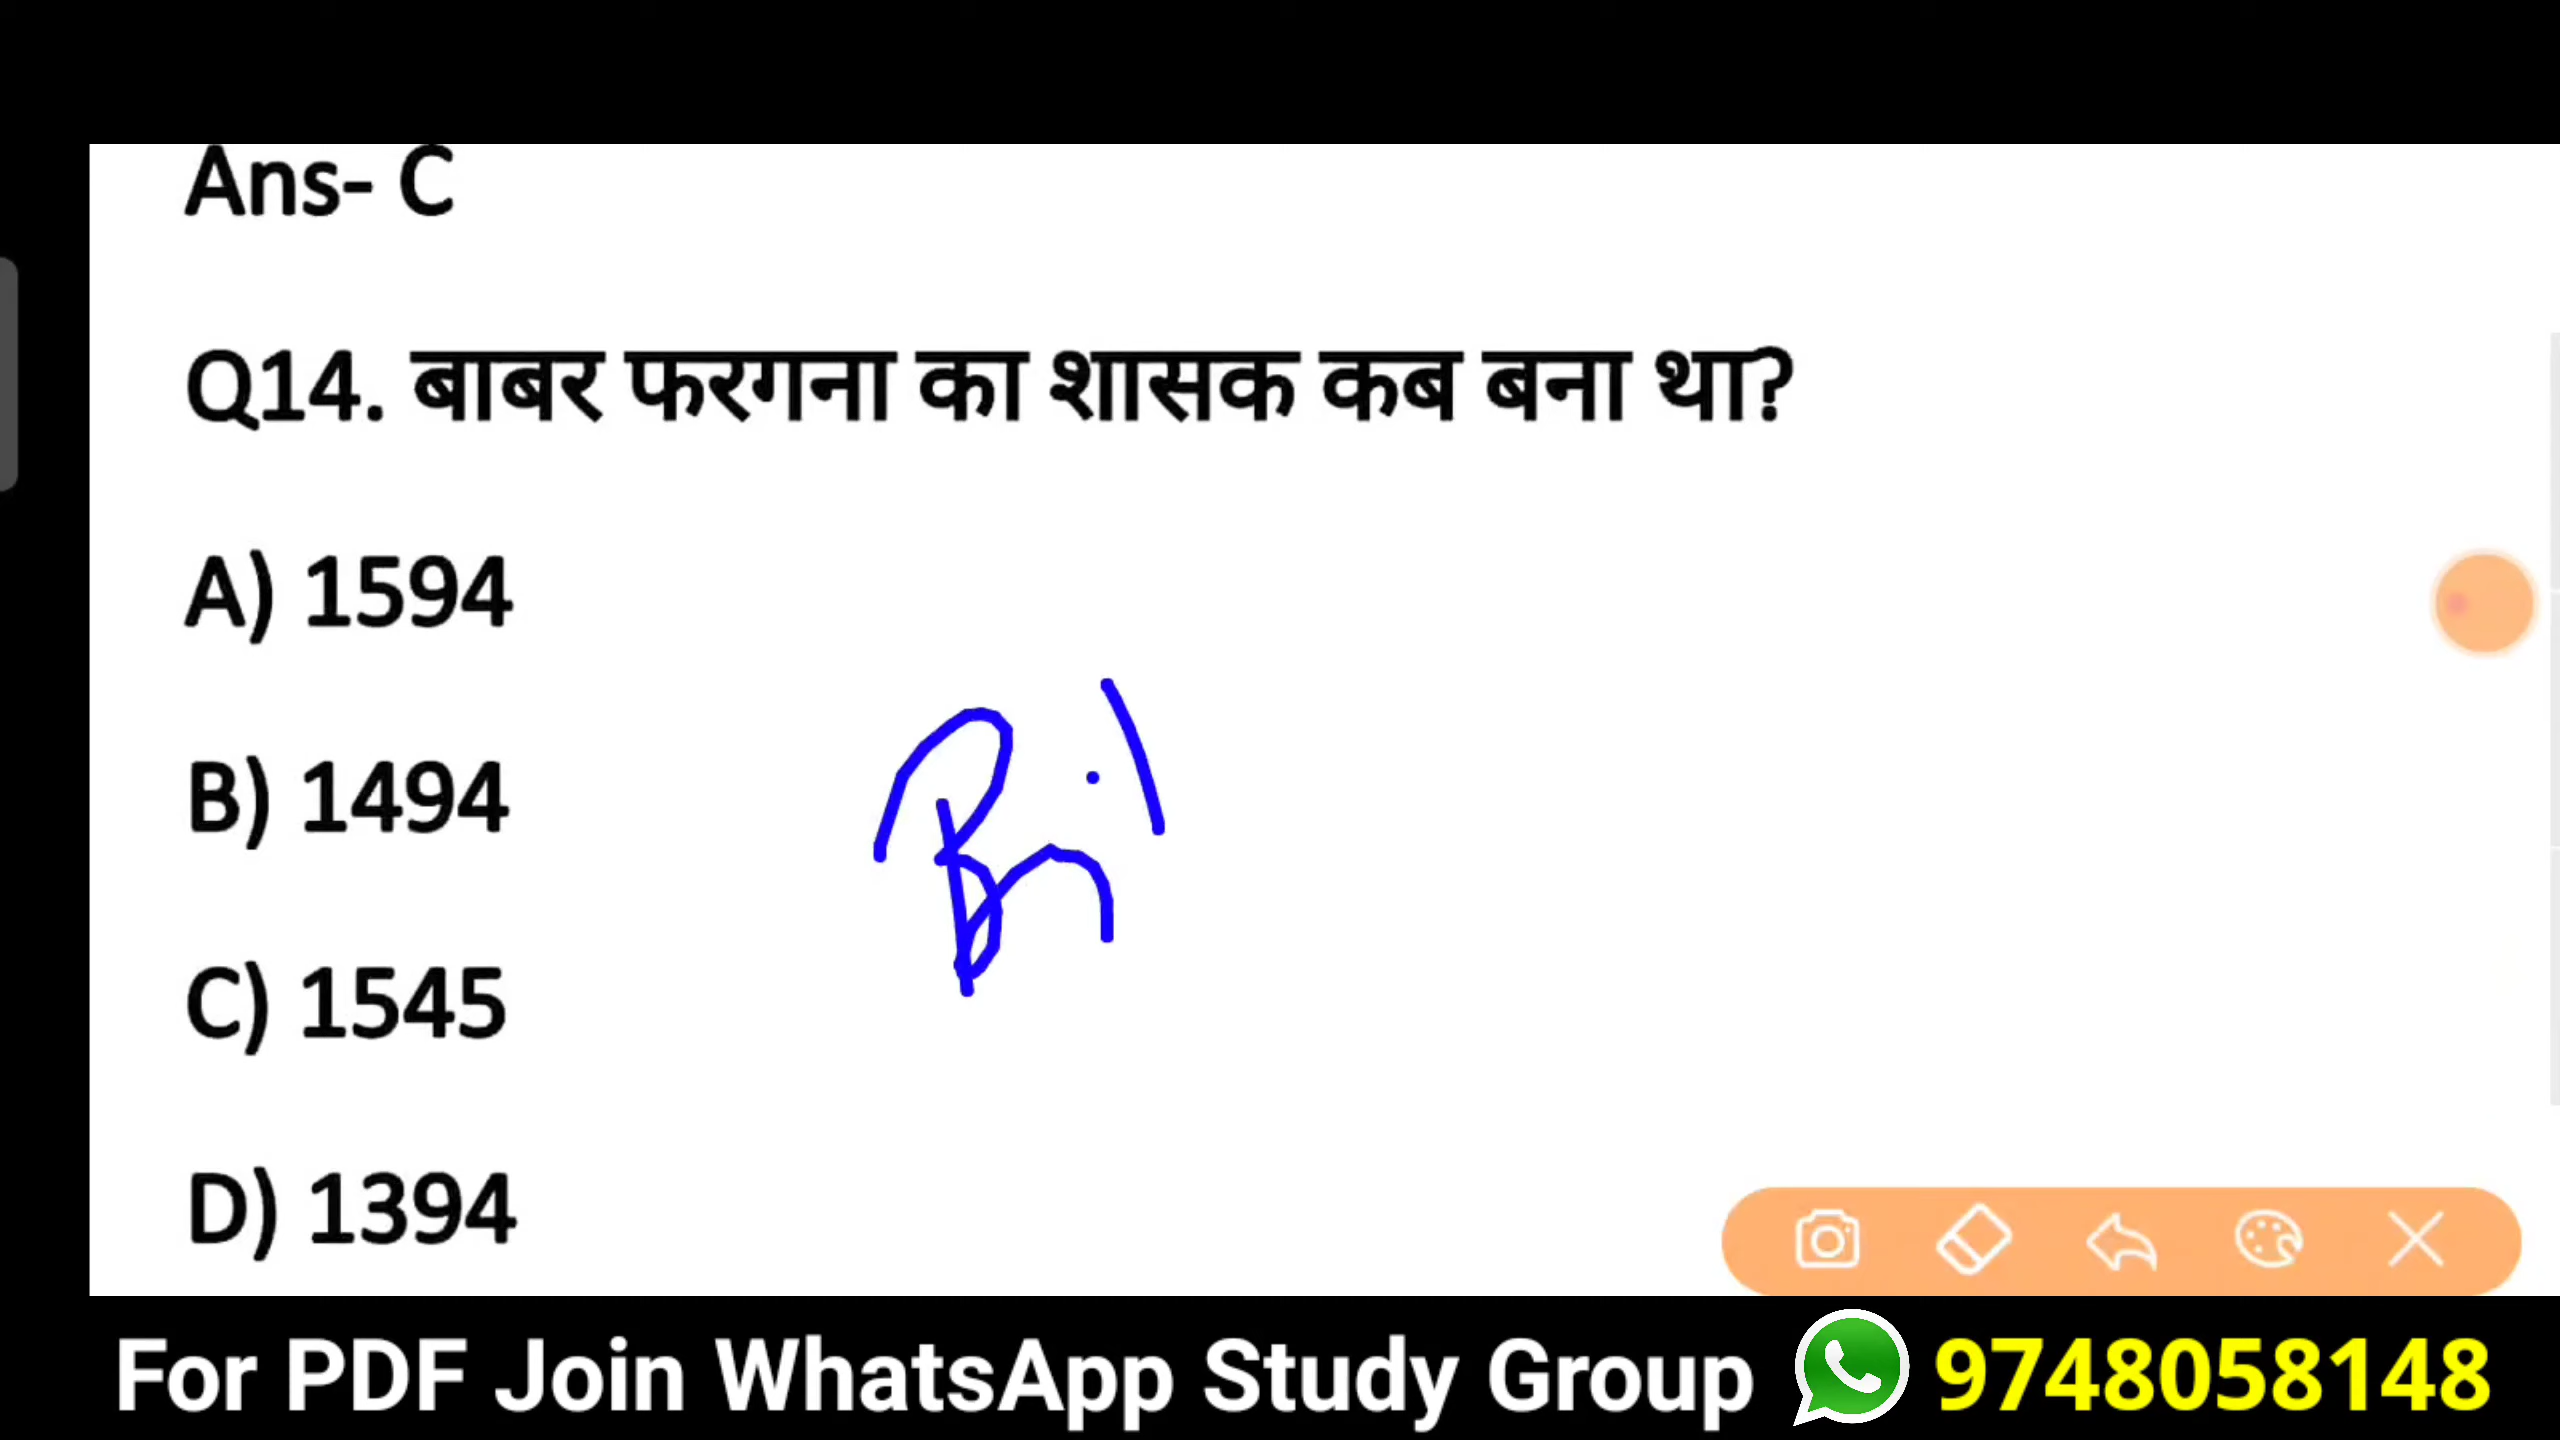 Ans- C
Q14. बाबर फरगना का शासक कब बना था?
A) 1594
B) 1494
C) 1545
D) 1394
For PDF Join WhatsApp Study Group 9748058148